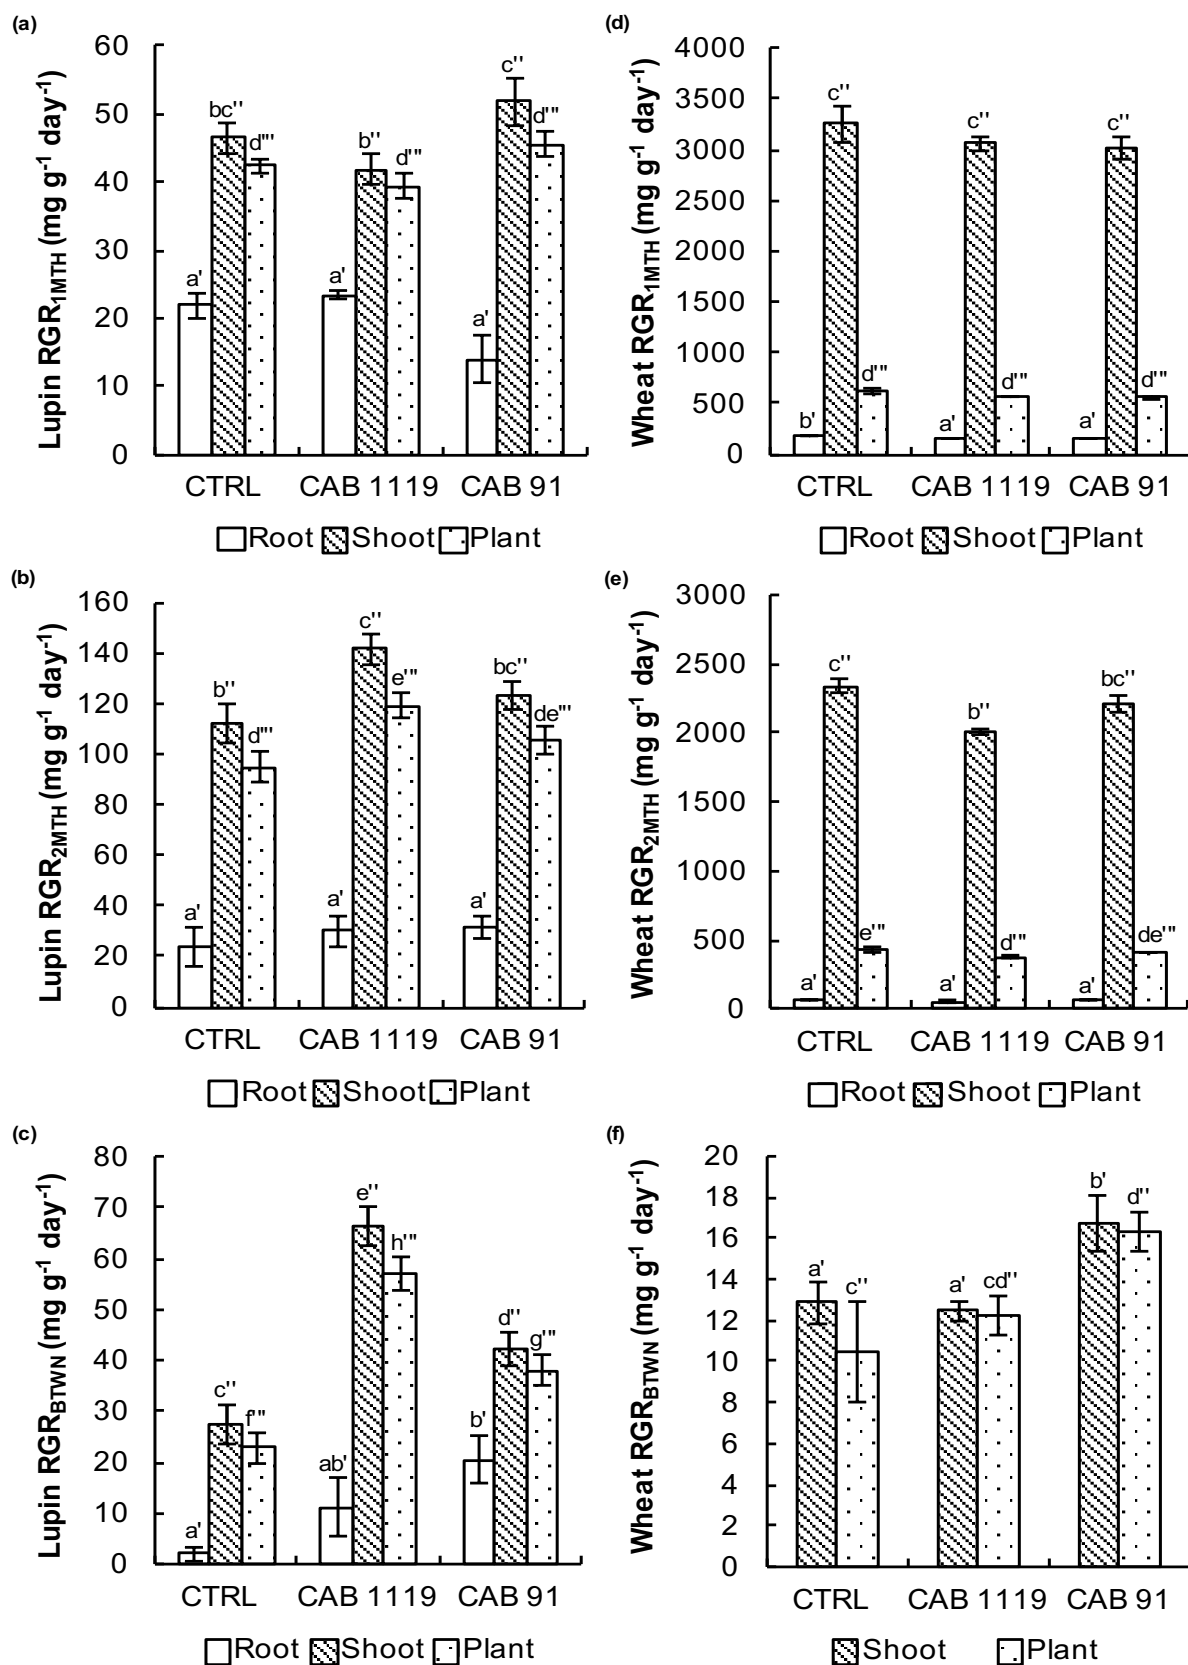 (a)
Lupin RGR1MTH (mg g-1 day-1)
60
50
40
30
20
10
0
bc''
d'''
a'
b''
d'''
a'
c''
d'''
a'
CTRL CAB 1119 CAB 91
Root Shoot Plant
(d)
Wheat RGR1MTH (mg g-1 day-1)
4000
3500
3000
2500
2000
1500
1000
500
0
c''
d'''
b'
c''
d'''
a'
c''
d'''
a'
CTRL CAB 1119 CAB 91
Root Shoot Plant
(b)
Lupin RGR2MTH (mg g-1 day-1)
160
140
120
100
80
60
40
20
0
b''
d'''
a'
c''
e'''
a'
bc''
de'''
a'
CTRL CAB 1119 CAB 91
Root Shoot Plant
(e)
Wheat RGR2MTH (mg g-1 day-1)
3000
2500
2000
1000
500
0
c''
e'''
a'
b''
d'''
a'
bc''
de'''
a'
CTRL CAB 1119 CAB 91
Root Shoot Plant
(c)
Lupin RGRBTWN (mg g-1 day-1)
80
70
60
50
40
30
20
10
0
c''
f'''
a'
e''
h'''
ab'
d''
g'''
b'
CTRL CAB 1119 CAB 91
Root Shoot Plant
(f)
Wheat RGRBTWN (mg g-1 day-1)
20
18
16
14
12
10
8
6
4
2
0
a'
c''
a'
cd''
b'
d''
CTRL CAB 1119 CAB 91
Shoot Plant